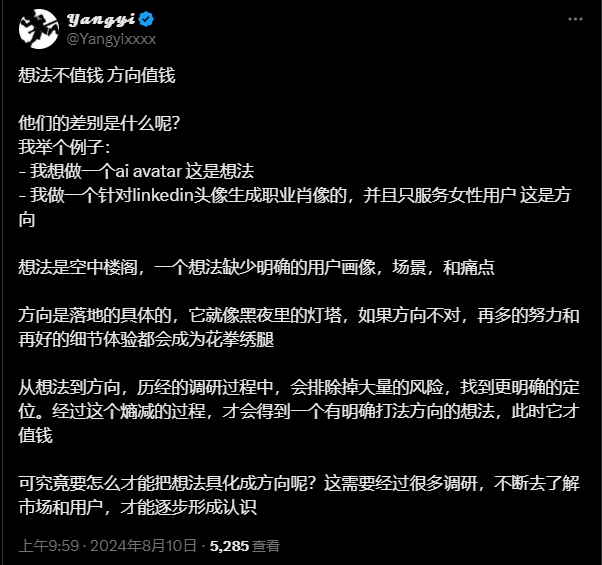 Yangyi
@Yangyixxxx
想法不值钱 方向值钱
他们的差别是什么呢？
我举个例子：
- 我想做一个ai avatar 这是想法
- 我做一个针对linkedin头像生成职业肖像的，并且只服务女性用户 这是方
向
想法是空中楼阁，一个想法缺少明确的用户画像，场景，和痛点
方向是落地的具体的，它就像黑夜里的灯塔，如果方向不对，再多的努力和
再好的细节体验都会成为花拳绣腿
从想法到方向，历经的调研过程中，会排除掉大量的风险，找到更明确的定
位。经过这个熵减的过程，才会得到一个有明确打法方向的想法，此时它才
值钱
可究竟要怎么才能把想法具化成方向呢？这需要经过很多调研，不断去了解
市场和用户，才能逐步形成认识
上午9:59 · 2024年8月10日 · 5,285 查看